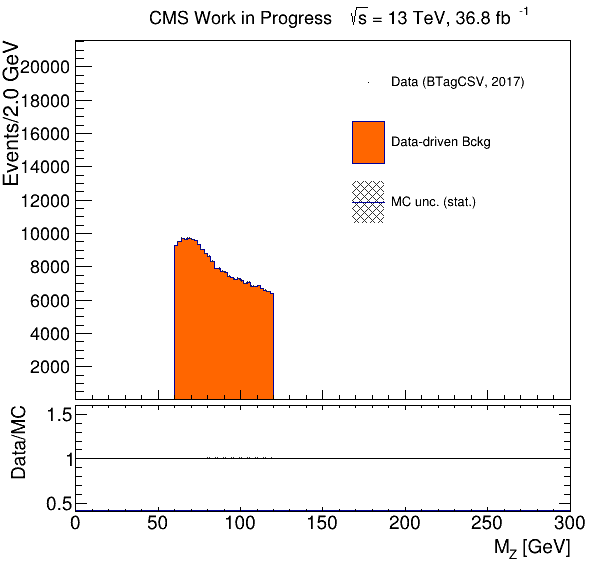 CMS Work in Progress √s = 13 TeV, 36.8 fb -1
Events/2.0 GeV
20000
18000
16000
14000
12000
10000
8000
6000
4000
2000
Data (BTagCSV, 2017)
Data-driven Bckg
MC unc. (stat.)
Data/MC
1.5
1
0.5
0 50 100 150 200 250 300
MZ [GeV]